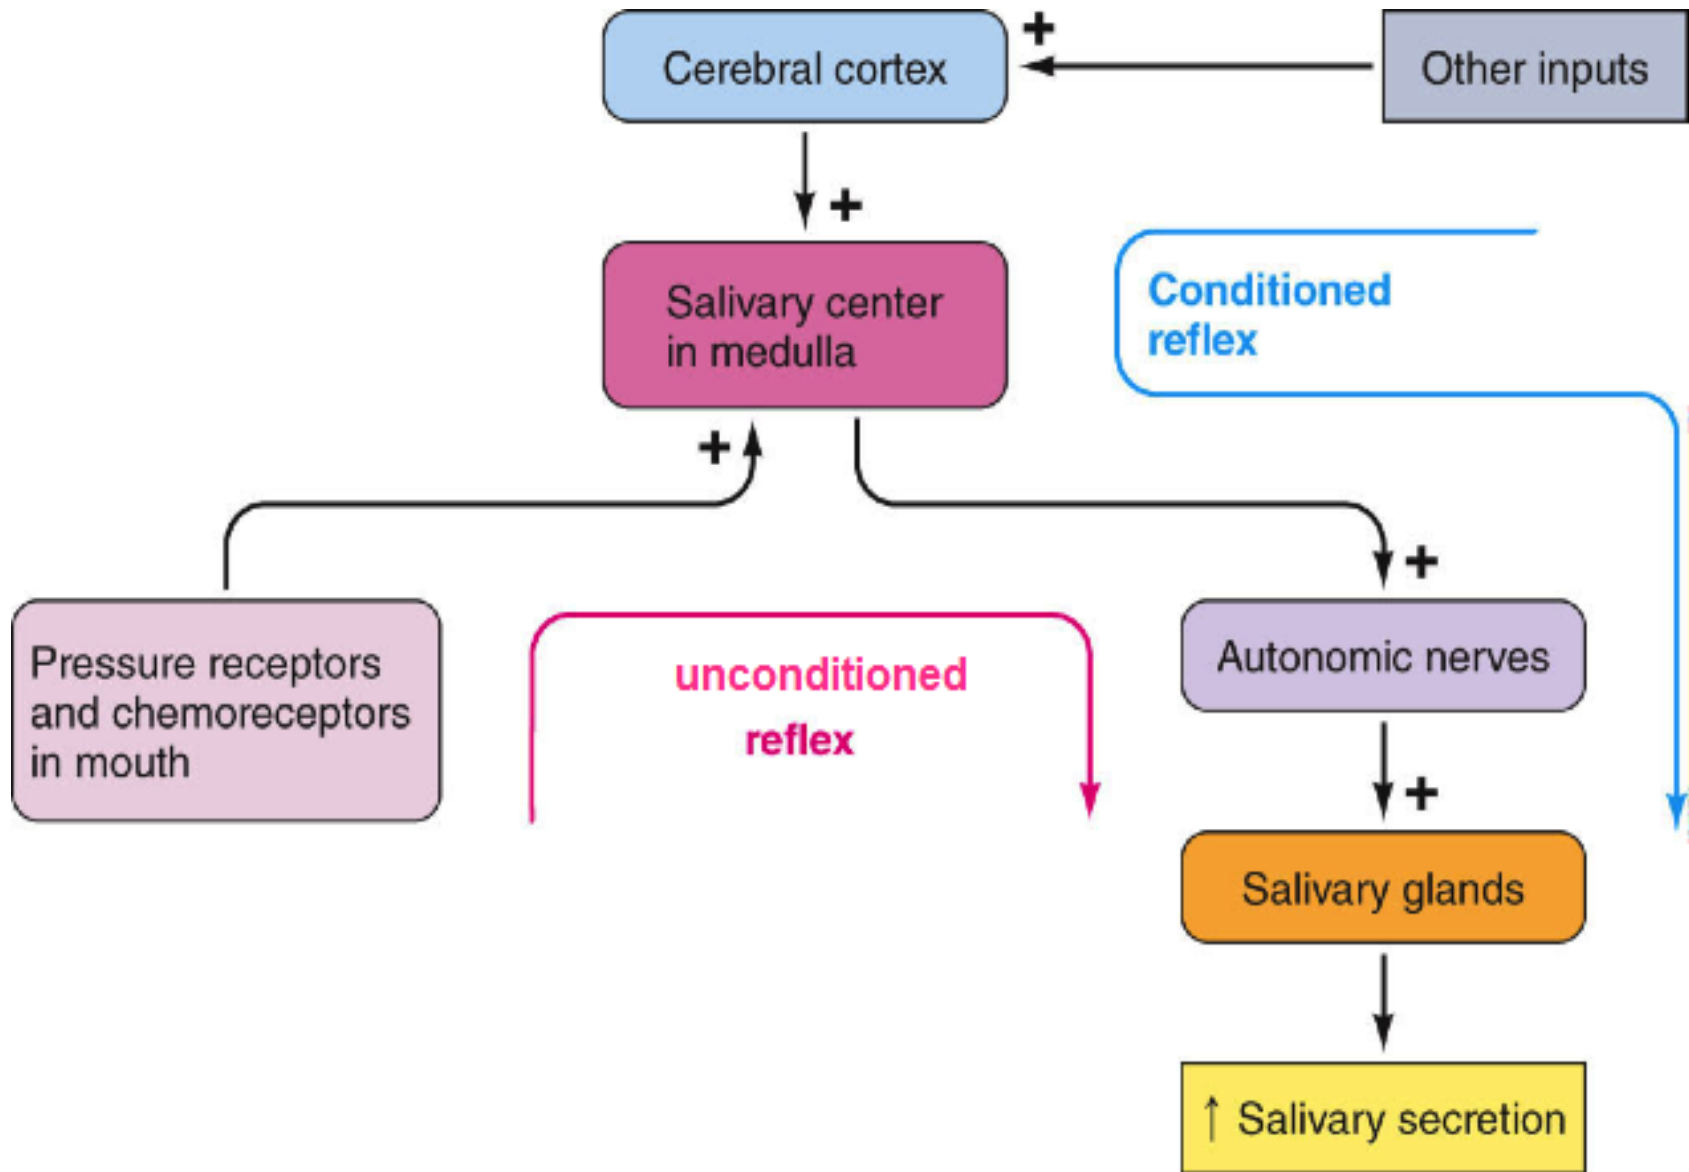 Cerebral cortex
+
Other inputs
+
Salivary center
in medulla
Conditioned
reflex
+
+
Pressure receptors
and chemoreceptors
in mouth
unconditioned
reflex
Autonomic nerves
+
Salivary glands
↑ Salivary secretion